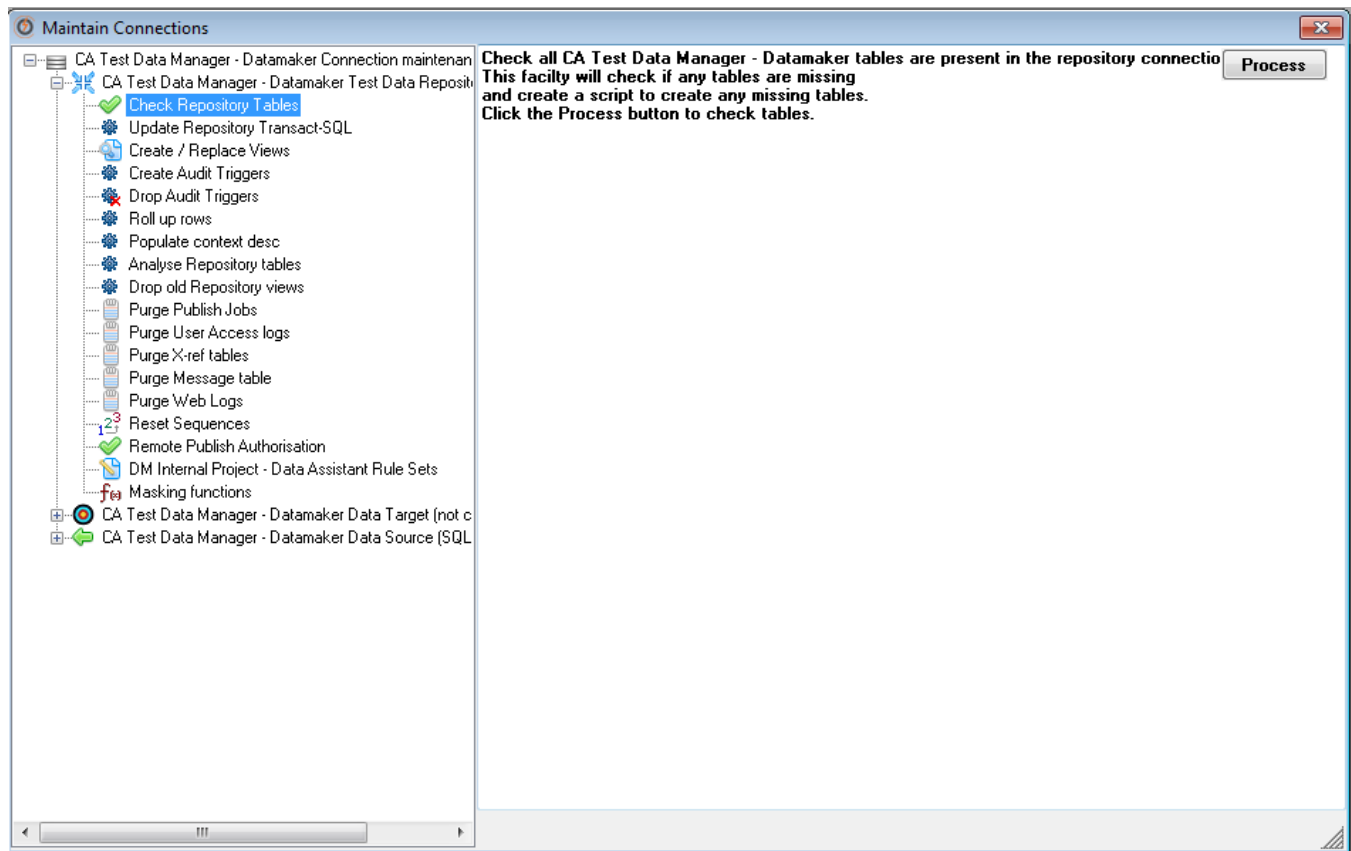 Maintain Connections
CA Test Data Manager - Datamaker Connection maintenan
CA Test Data Manager - Datamaker Test Data Reposit
Check Repository Tables
Update Repository Transact-SQL
Create / Replace Views
Create Audit Triggers
Drop Audit Triggers
Roll up rows
Populate context desc
Analyse Repository tables
Drop old Repository views
Purge Publish Jobs
Purge User Access logs
Purge X-ref tables
Purge Message table
Purge Web Logs
Reset Sequences
Remote Publish Authorisation
DM Internal Project - Data Assistant Rule Sets
Masking functions
CA Test Data Manager - Datamaker Data Target (not c
CA Test Data Manager - Datamaker Data Source (SQL
Check all CA Test Data Manager - Datamaker tables are present in the repository connectio
This facilty will check if any tables are missing
and create a script to create any missing tables.
Click the Process button to check tables.
Process